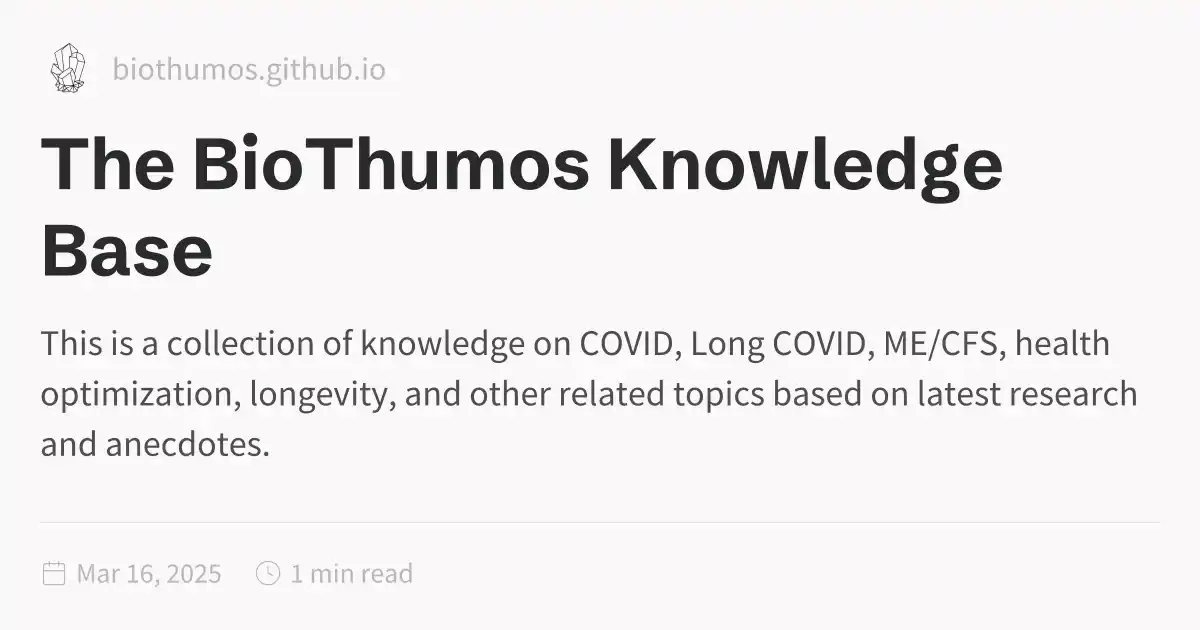 biothumos.github.io
The BioThumos Knowledge
Base
This is a collection of knowledge on COVID, Long COVID, ME/CFS, health
optimization, longevity, and other related topics based on latest research
and anecdotes.
Mar 16, 2025 1 min read